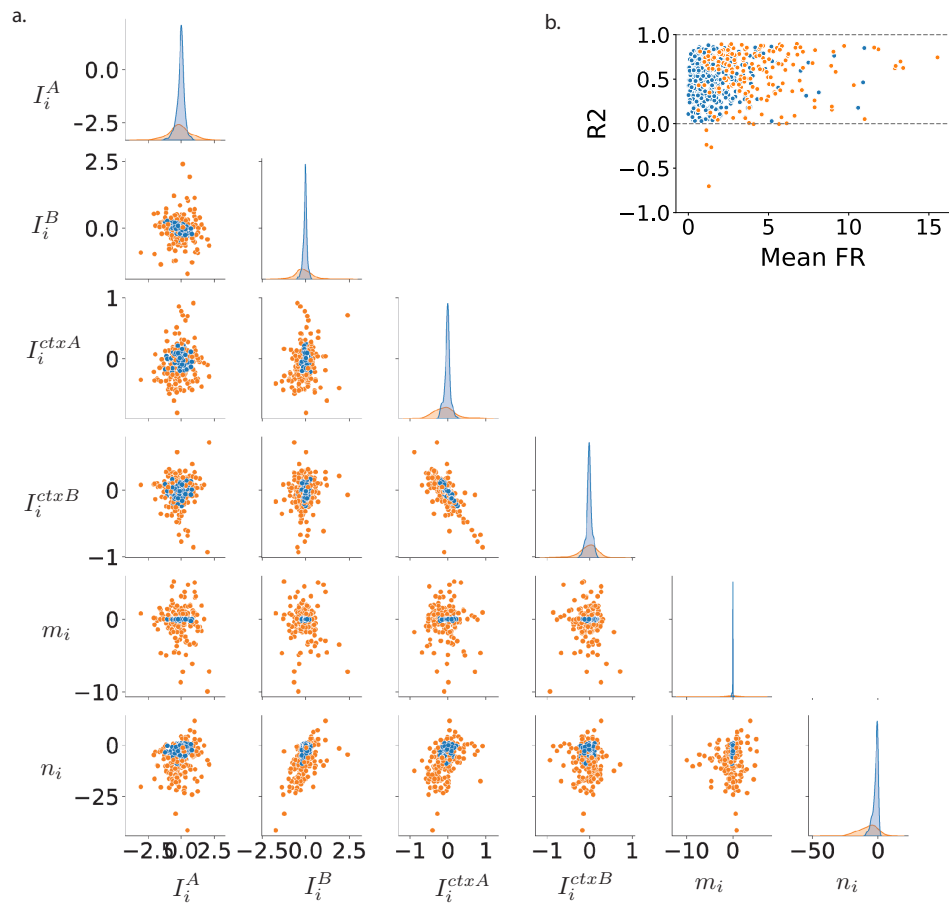 a.
b.
I_i^A
0.0
−2.5
1.0
0.5
0.0
−0.5
−1.0
R2
0 5 10 15
Mean FR
I_i^B
2.5
0.0
I_i^{ctxA}
1
0
I_i^{ctxB}
0
−1
m_i
0
−10
n_i
0
−25
−2.5 0.0 2.5
−2.5 0.0 2.5
−1 0 1
−1 0 1
−10 0
−50 0
I_i^A I_i^B I_i^{ctxA} I_i^{ctxB} m_i n_i